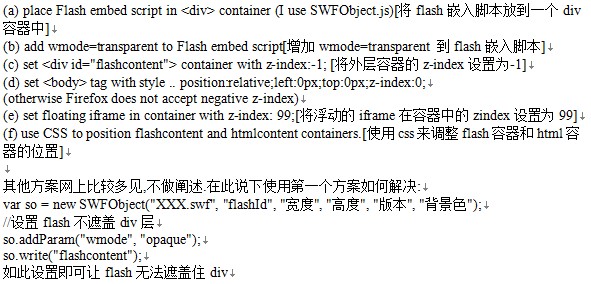 (a) place Flash embed script in <div> container (I use SWFObject.js)[将 flash 嵌入脚本放到一个 div
容器中]↓
(b) add wmode=transparent to Flash embed script[增加 wmode=transparent 到 flash 嵌入脚本]↓
(c) set <div id="flashcontent"> container with z-index:-1; [将外层容器的 z-index 设置为-1]↓
(d) set <body> tag with style .. position:relative;left:0px;top:0px;z-index:0;↓
(otherwise Firefox does not accept negative z-index)↓
(e) set floating iframe in container with z-index: 99;[将浮动的 iframe 在容器中的 zindex 设置为 99]↓
(f) use CSS to position flashcontent and htmlcontent containers.[使用 css 来调整 flash 容器和 html 容
器的位置]↓
↓
其他方案网上比较多见,不做阐述.在此说下使用第一个方案如何解决:↓
var so = new SWFObject("XXX.swf", "flashId", "宽度", "高度", "版本", "背景色");↓
//设置 flash 不遮盖 div 层↓
so.addParam("wmode", "opaque");↓
so.write("flashcontent");↓
如此设置即可让 flash 无法遮盖住 div↓